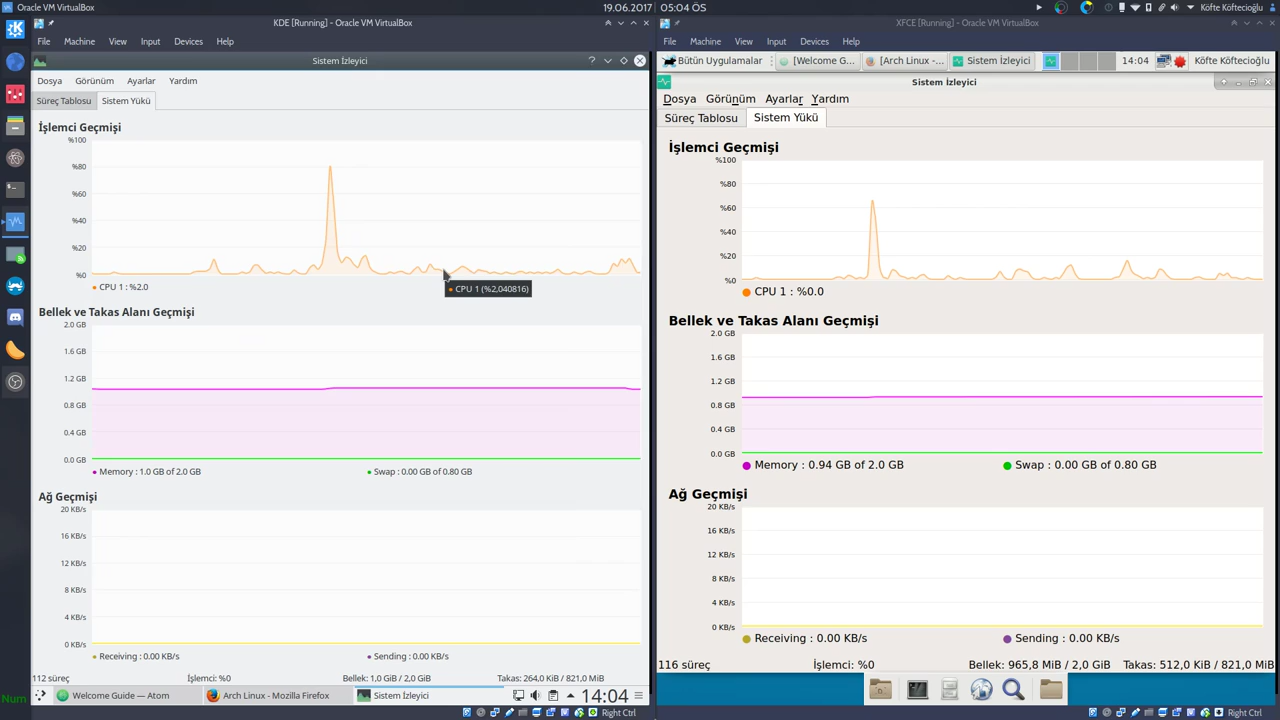 Oracle VM VirtualBox
19.06.2017
05:04 ÖS
Köfte Köftecioğlu
KDE [Running] - Oracle VM VirtualBox
File Machine View Input Devices Help
Sistem İzleyici
Dosya Görünüm Ayarlar Yardım
Süreç Tablosu Sistem Yükü
İşlemci Geçmişi
%100
%80
%60
%40
%20
%0
CPU 1 : %2.0
CPU 1 (%2,040816)
Bellek ve Takas Alanı Geçmişi
2.0 GB
1.6 GB
1.2 GB
0.8 GB
0.4 GB
0.0 GB
Memory : 1.0 GB of 2.0 GB
Swap : 0.00 GB of 0.80 GB
Ağ Geçmişi
20 KB/s
16 KB/s
12 KB/s
8 KB/s
4 KB/s
0 KB/s
Receiving : 0.00 KB/s
Sending : 0.00 KB/s
112 süreç İşlemci: %0 Bellek: 1,0 GiB / 2,0 GiB Takas: 264,0 KiB / 821,0 MiB
Welcome Guide — Atom
Arch Linux - Mozilla Firefox
Sistem İzleyici
14:04
Num
Right Ctrl
XFCE [Running] - Oracle VM VirtualBox
File Machine View Input Devices Help
Bütün Uygulamalar
[Welcome G...
[Arch Linux -...
Sistem İzleyici
14:04
Köfte Köftecioğlu
Sistem İzleyici
Dosya Görünüm Ayarlar Yardım
Süreç Tablosu Sistem Yükü
İşlemci Geçmişi
%100
%80
%60
%40
%20
%0
CPU 1 : %0.0
Bellek ve Takas Alanı Geçmişi
2.0 GB
1.6 GB
1.2 GB
0.8 GB
0.4 GB
0.0 GB
Memory : 0.94 GB of 2.0 GB
Swap : 0.00 GB of 0.80 GB
Ağ Geçmişi
20 KB/s
16 KB/s
12 KB/s
8 KB/s
4 KB/s
0 KB/s
Receiving : 0.00 KB/s
Sending : 0.00 KB/s
116 süreç İşlemci: %0 Bellek: 965,8 MiB / 2,0 GiB Takas: 512,0 KiB / 821,0 MiB
Right Ctrl